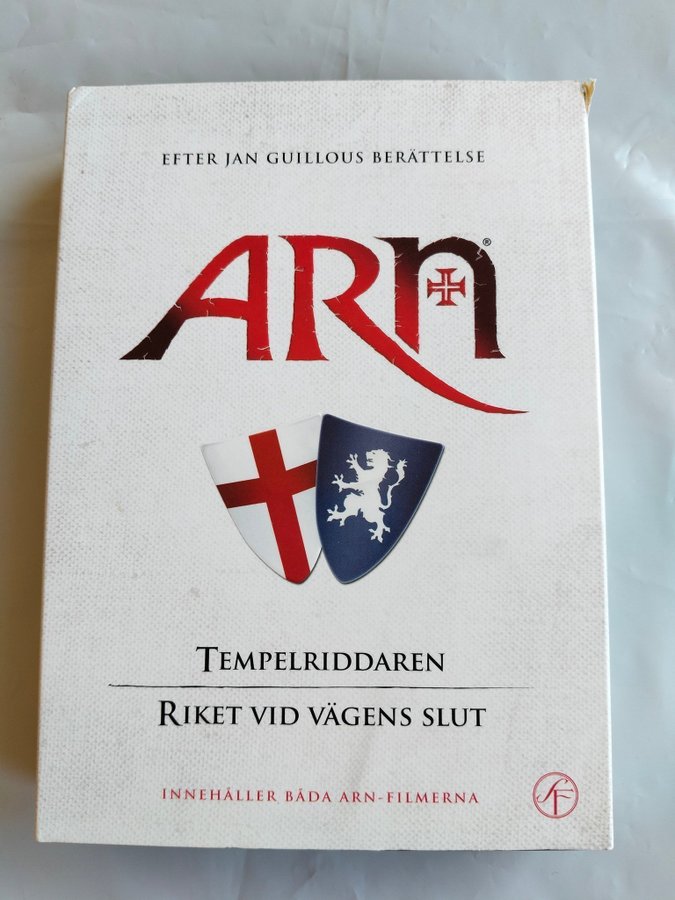 EFTER JAN GUILLOUS BERÄTTELSE
ARN®
TEMPELRIDDAREN
RIKET VID VÄGENS SLUT
INNEHÅLLER BÅDA ARN-FILMERNA
SF